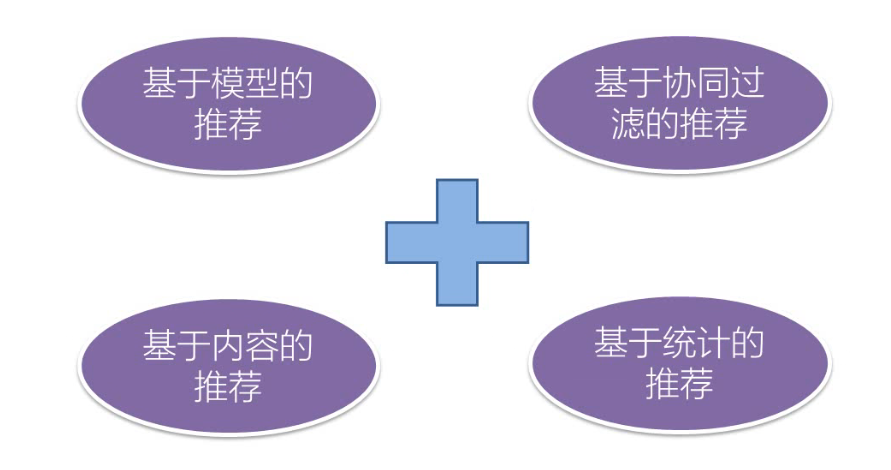 基于模型的
推荐
基于协同过
滤的推荐
基于内容的
推荐
基于统计的
推荐